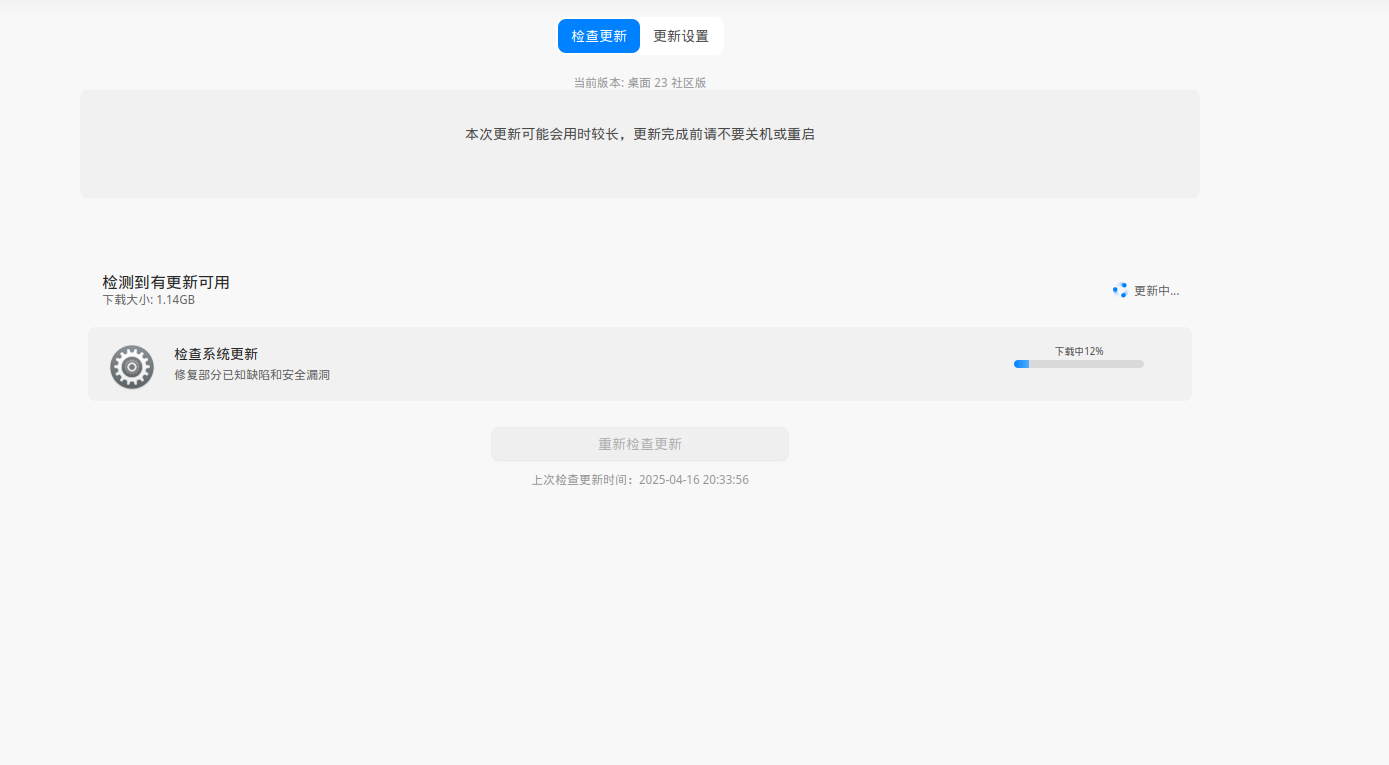 检查更新 更新设置
当前版本: 桌面 23 社区版
本次更新可能会用时较长，更新完成前请不要关机或重启
检测到有更新可用
下载大小: 1.14GB
更新中...
检查系统更新
修复部分已知缺陷和安全漏洞
下载中12%
重新检查更新
上次检查更新时间：2025-04-16 20:33:56